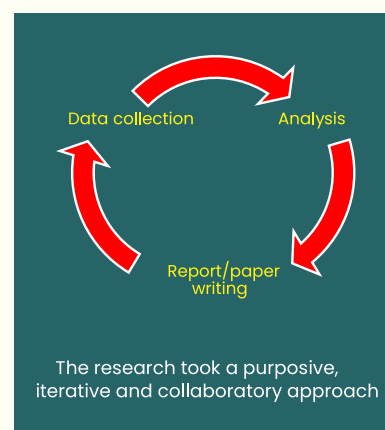 Data collection
Analysis
Report/paper
writing
The research took a purposive,
iterative and collaboratory approach